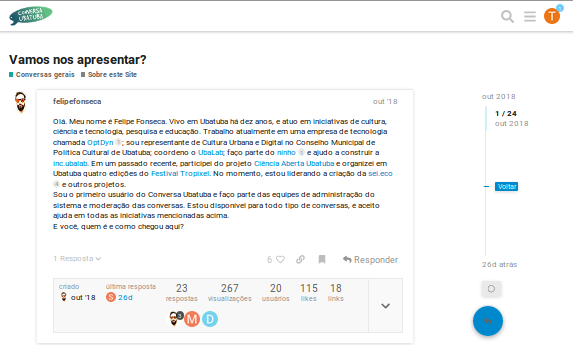 CONVERSA
UBATUBA
T
Vamos nos apresentar?
Conversas gerais Sobre este Site
felipefonseca out '18
Olá. Meu nome é Felipe Fonseca. Vivo em Ubatuba há dez anos, e atuo em iniciativas de cultura,
ciência e tecnologia, pesquisa e educação. Trabalho atualmente em uma empresa de tecnologia
chamada OptDyn; sou representante de Cultura Urbana e Digital no Conselho Municipal de
Política Cultural de Ubatuba; coordeno o UbaLab; faço parte do ninho e ajudo a construir a
inc.ubalab. Em um passado recente, participei do projeto Ciência Aberta Ubatuba e organizei em
Ubatuba quatro edições do Festival Tropixel. No momento, estou liderando a criação da sei.eco
4 e outros projetos.
Sou o primeiro usuário do Conversa Ubatuba e faço parte das equipes de administração do
sistema e moderação das conversas. Estou disponível para todo tipo de conversas, e aceito
ajuda em todas as iniciativas mencionadas acima.
E você, quem é e como chegou aqui?
1 Resposta 6 Responder
criado última resposta 23 267 20 115 18
out '18 S 26d respostas visualizações usuários likes links
M D
out 2018
1 / 24
out 2018
Voltar
26d atrás